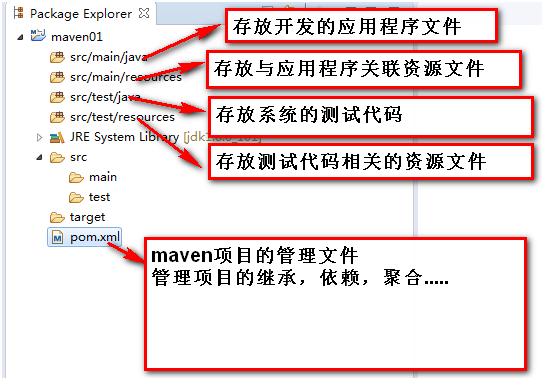 Package Explorer
maven01
src/main/java
存放开发的应用程序文件
src/main/resources
存放与应用程序关联资源文件
src/test/java
存放系统的测试代码
src/test/resources
存放测试代码相关的资源文件
JRE System Library [jdk1.8.0_101]
src
main
test
target
pom.xml
maven项目的管理文件
管理项目的继承，依赖，聚合.....